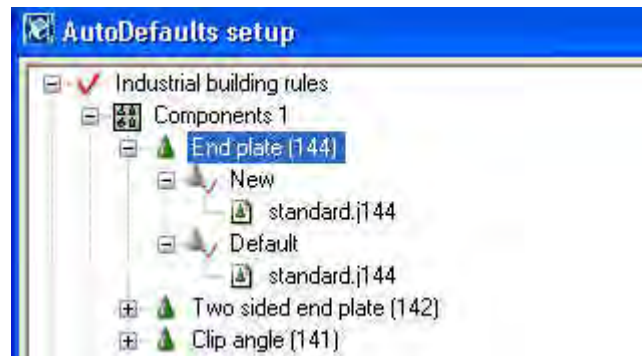 AutoDefaults setup
Industrial building rules
Components 1
End plate (144)
New
standard.j144
Default
standard.j144
Two sided end plate (142)
Clip angle (141)